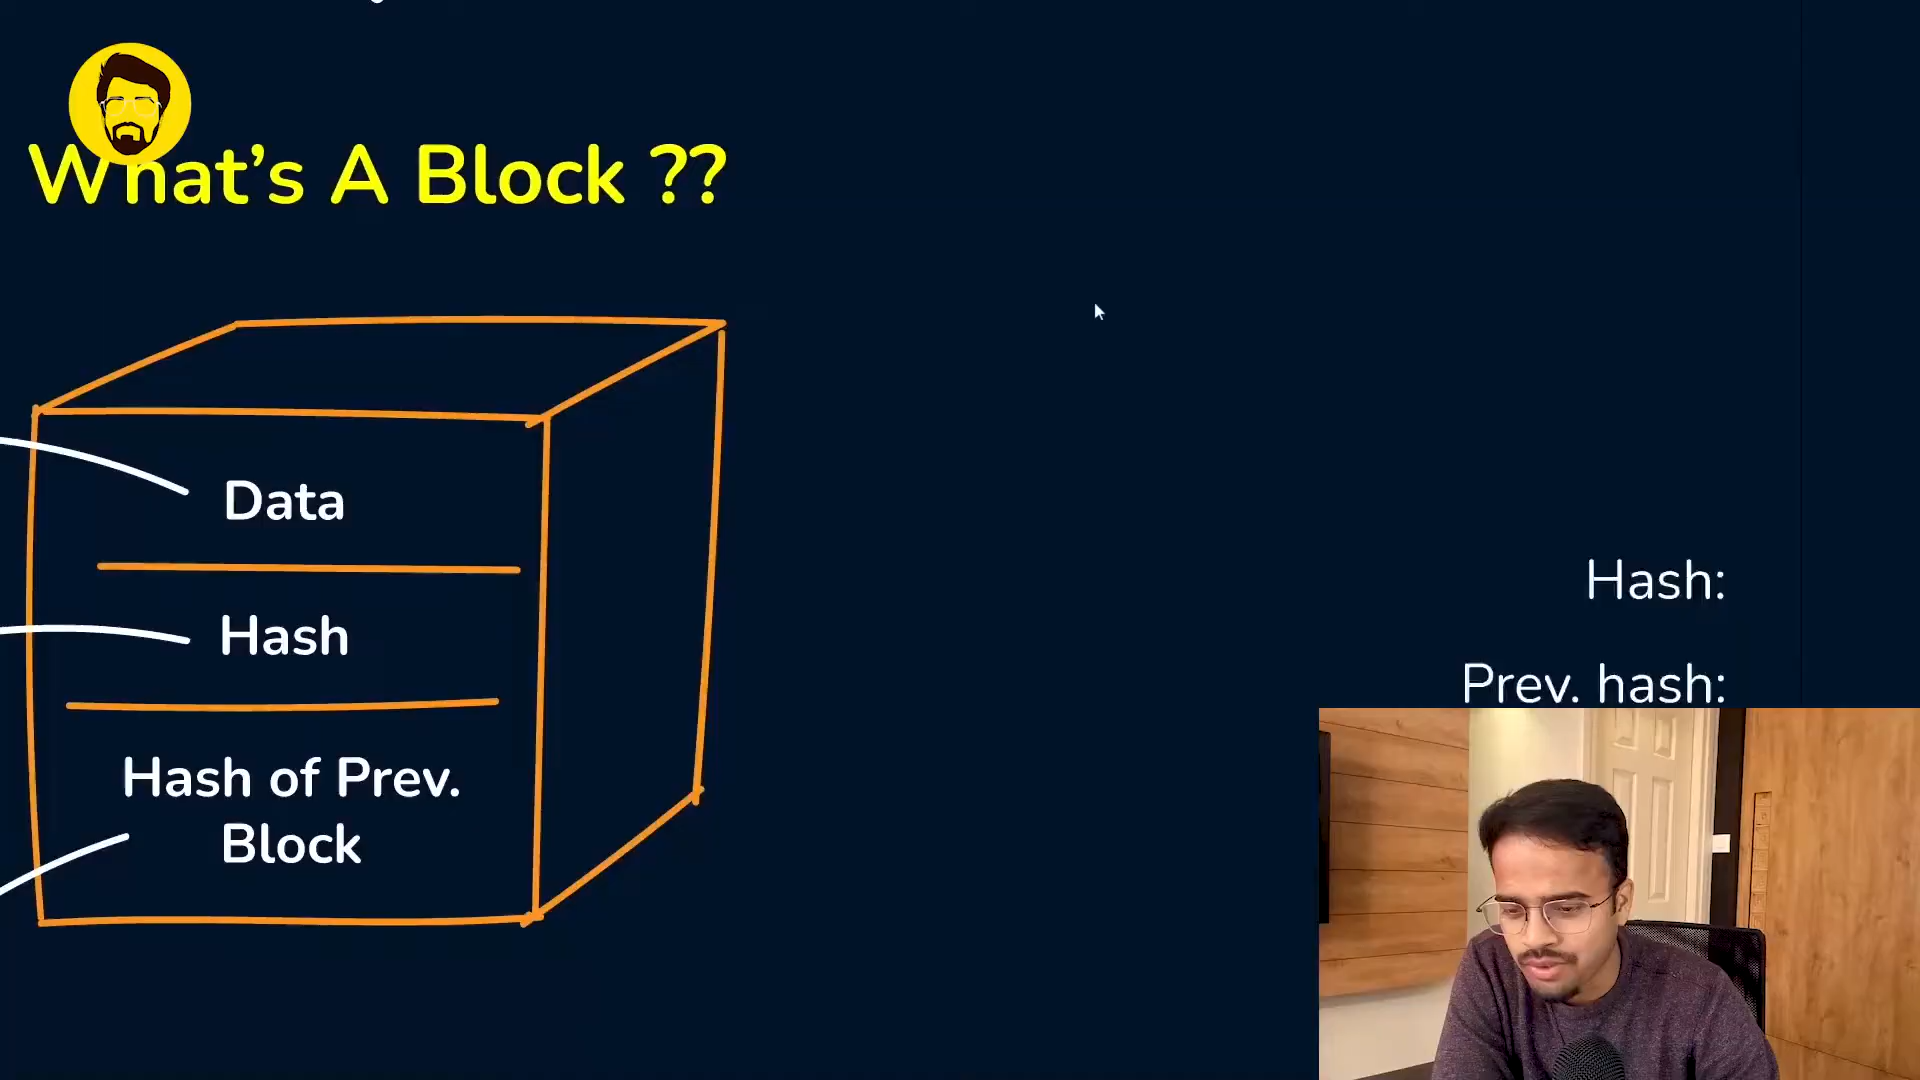 What's A Block ??
Data
Hash
Hash of Prev.
Block
Hash:
Prev. hash: